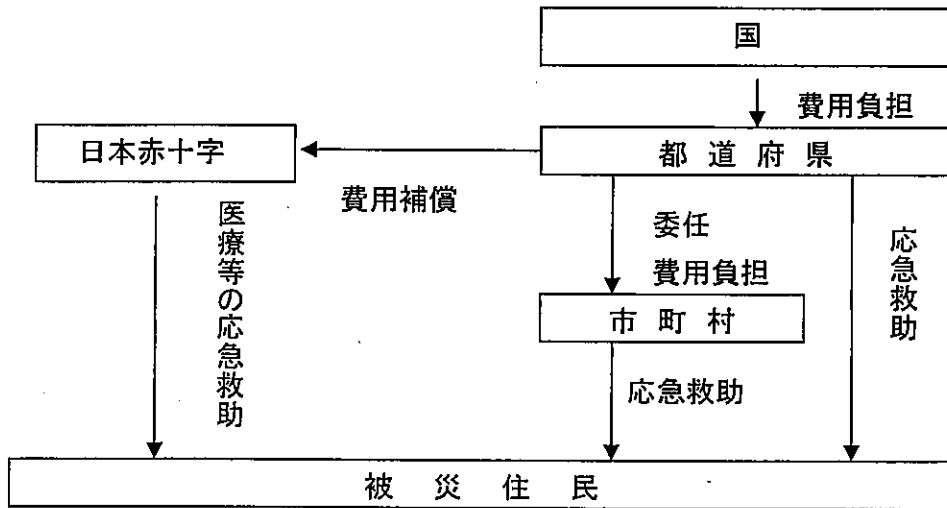 国
費用負担
日本赤十字
都道府県
費用補償
委任
費用負担
医療等の応急救助
応急救助
市町村
応急救助
被災住民